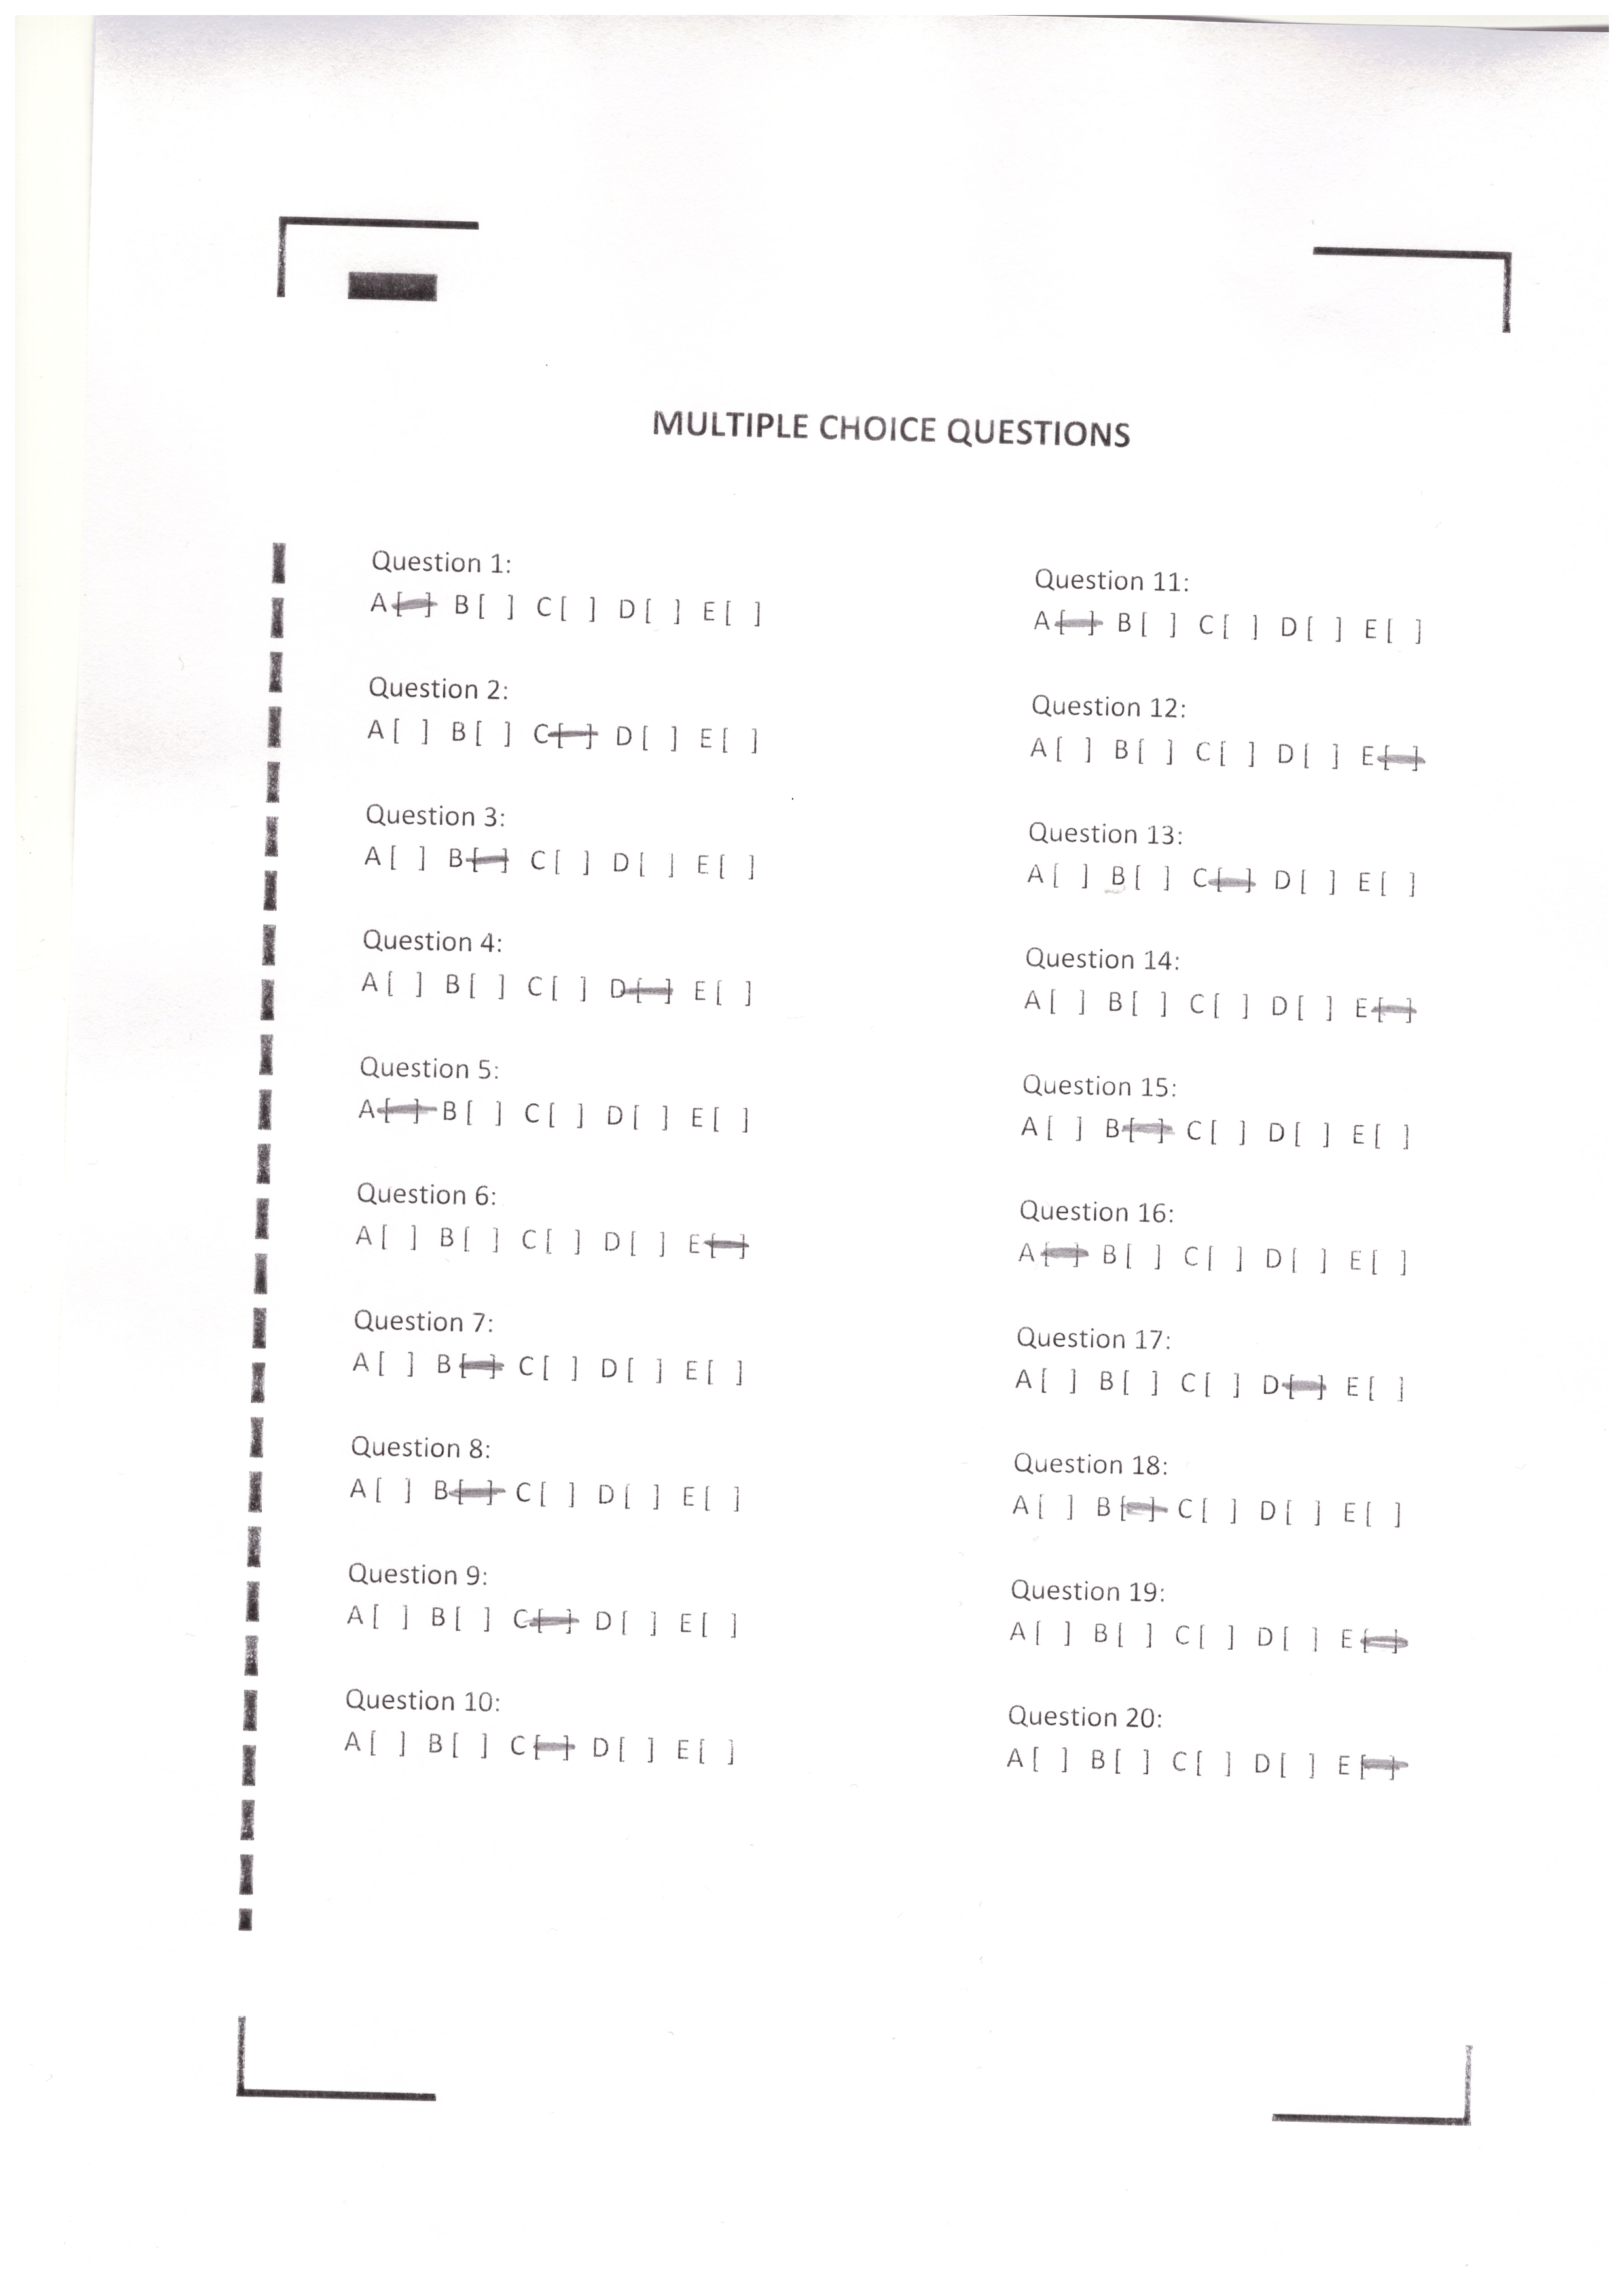 MULTIPLE CHOICE QUESTIONS
Question 1:
A[ ] B[ ] C[ ] D[ ] E[ ]
Question 2:
A[ ] B[ ] C[ ] D[ ] E[ ]
Question 3:
A[ ] B[ ] C[ ] D[ ] E[ ]
Question 4:
A[ ] B[ ] C[ ] D[ ] E[ ]
Question 5:
A[ ] B[ ] C[ ] D[ ] E[ ]
Question 6:
A[ ] B[ ] C[ ] D[ ] E[ ]
Question 7:
A[ ] B[ ] C[ ] D[ ] E[ ]
Question 8:
A[ ] B[ ] C[ ] D[ ] E[ ]
Question 9:
A[ ] B[ ] C[ ] D[ ] E[ ]
Question 10:
A[ ] B[ ] C[ ] D[ ] E[ ]
Question 11:
A[ ] B[ ] C[ ] D[ ] E[ ]
Question 12:
A[ ] B[ ] C[ ] D[ ] E[ ]
Question 13:
A[ ] B[ ] C[ ] D[ ] E[ ]
Question 14:
A[ ] B[ ] C[ ] D[ ] E[ ]
Question 15:
A[ ] B[ ] C[ ] D[ ] E[ ]
Question 16:
A[ ] B[ ] C[ ] D[ ] E[ ]
Question 17:
A[ ] B[ ] C[ ] D[ ] E[ ]
Question 18:
A[ ] B[ ] C[ ] D[ ] E[ ]
Question 19:
A[ ] B[ ] C[ ] D[ ] E[ ]
Question 20:
A[ ] B[ ] C[ ] D[ ] E[ ]